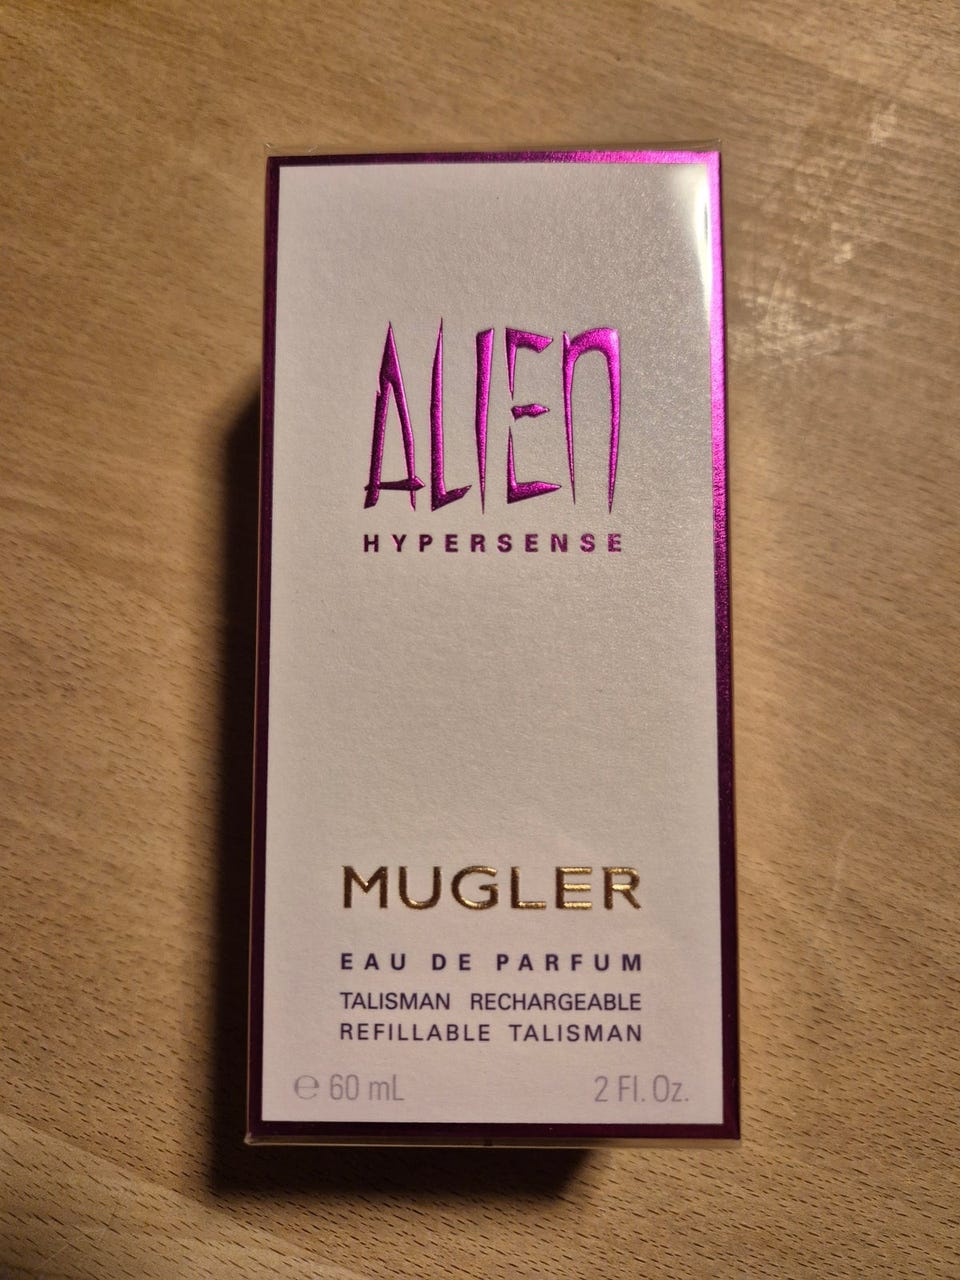 ALIEN
HYPERSENSE
MUGLER
EAU DE PARFUM
TALISMAN RECHARGEABLE
REFILLABLE TALISMAN
℮ 60 mL 2 Fl. Oz.